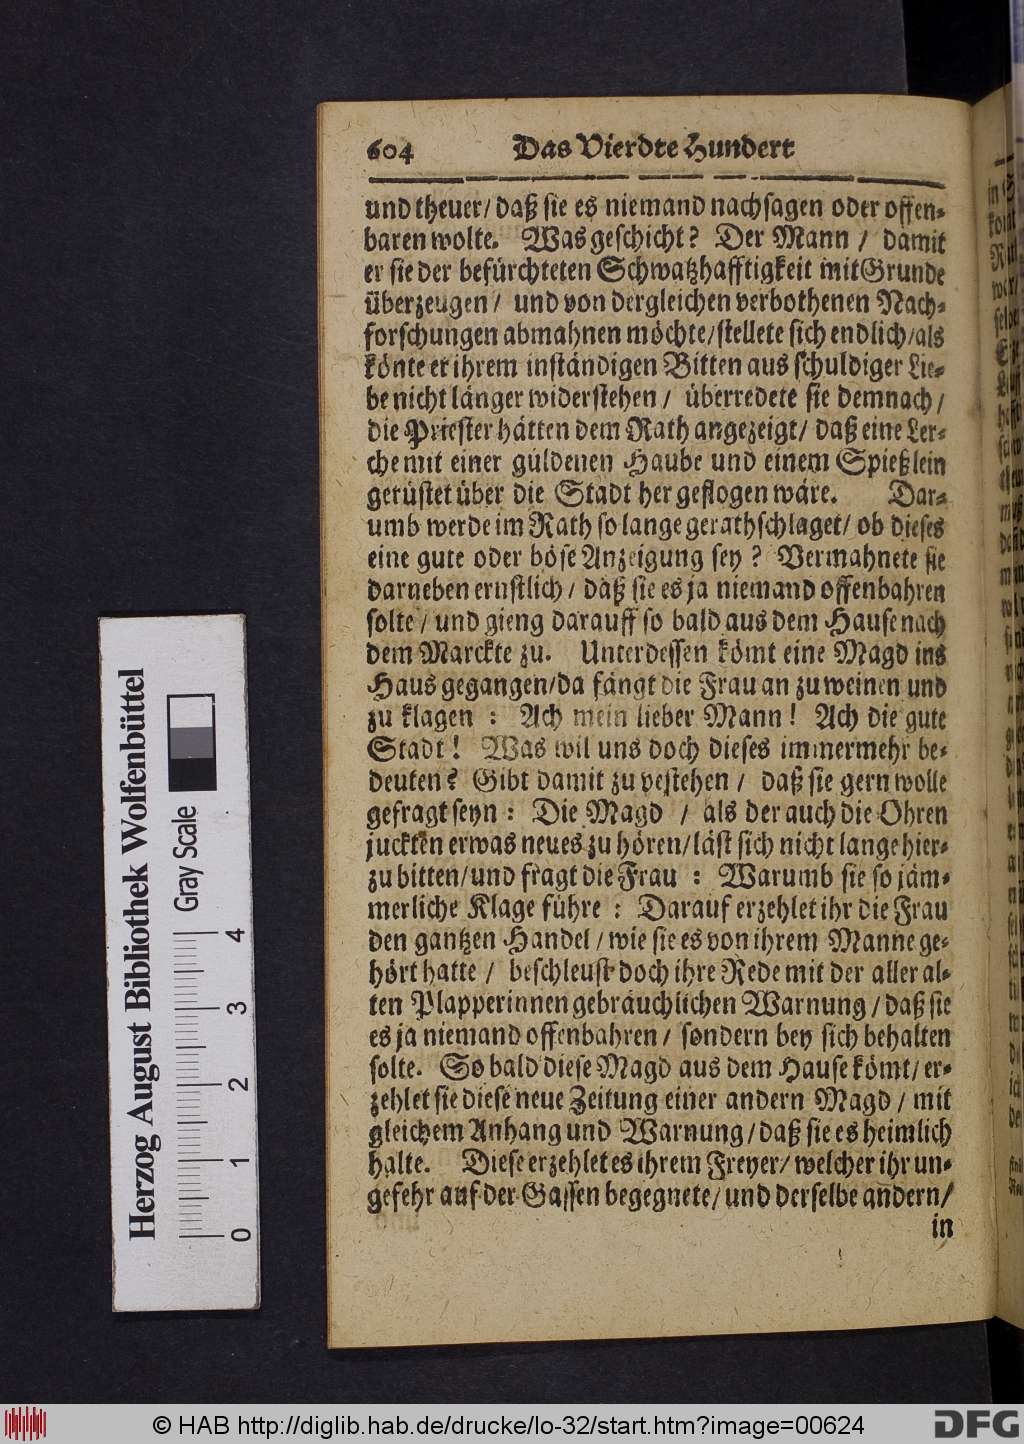 604 Das Vierdte Hundert
und theuer/ daß sie es niemand nachsagen oder offen-
baren wolte. Was geschicht? Der Mann / damit
er sie der befürchteten Schwatzhafftigkeit mit Grunde
überzeugen / und von dergleichen verbothenen Nach-
forschungen abmahnen möchte/ stellete sich endlich/ als
könte er ihrem inständigen Bitten aus schuldiger Lie-
be nicht länger widerstehen / überredete sie demnach /
die Priester hätten dem Rath angezeigt/ daß eine Ler-
che mit einer güldenen Haube und einem Spießlein
gerüstet über die Stadt her geflogen wäre. Dar-
umb werde im Rath so lange gerathschlaget/ ob dieses
eine gute oder böse Anzeigung sey? Vermahnete sie
darneben ernstlich / daß sie es ja niemand offenbahren
solte / und gieng darauff so bald aus dem Hause nach
dem Marckte zu. Unterdessen kömt eine Magd ins
Haus gegangen/ da fängt die Frau an zu weinen und
zu klagen : Ach mein lieber Mann! Ach die gute
Stadt! Was wil uns doch dieses immermehr be-
deuten? Gibt damit zu vestehen / daß sie gern wolle
gefragt seyn : Die Magd / als der auch die Ohren
juckten erwas neues zu hören/ läst sich nicht lange hier-
zu bitten/ und fragt die Frau : Warumb sie so jäm-
merliche Klage führe : Darauf erzehlet ihr die Frau
den gantzen Handel / wie sie es von ihrem Manne ge-
hört hatte / beschleust doch ihre Rede mit der aller al-
ten Plapperinnen gebräuchlichen Warnung / daß sie
es ja niemand offenbahren / sondern bey sich behalten
solte. So bald diese Magd aus dem Hause kömt/ er-
zehlet sie diese neue Zeitung einer andern Magd / mit
gleichem Anhang und Warnung / daß sie es heimlich
halte. Diese erzehlet es ihrem Freyer/ welcher ihr un-
gefehr auf der Gassen begegnete/ und derselbe andern/
in
Herzog August Bibliothek Wolfenbüttel
Gray Scale
0 1 2 3 4
© HAB http://diglib.hab.de/drucke/lo-32/start.htm?image=00624
DFG